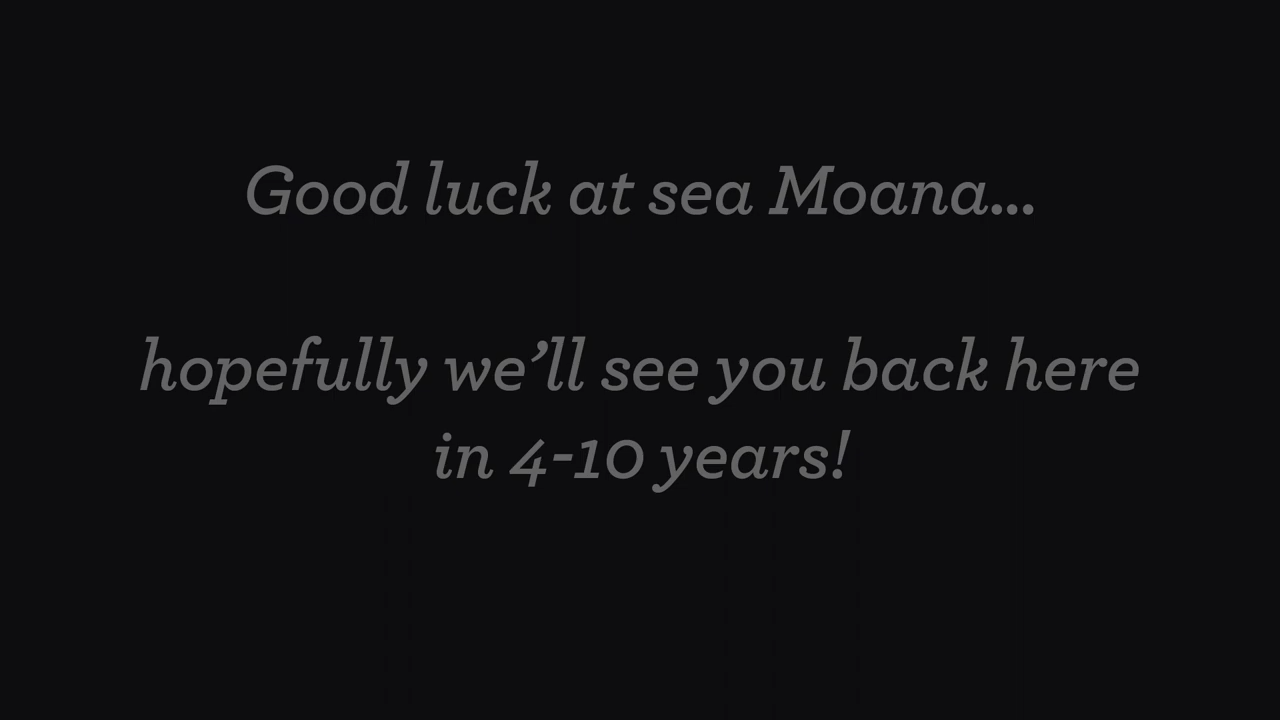 Good luck at sea Moana...
hopefully we’ll see you back here
in 4-10 years!